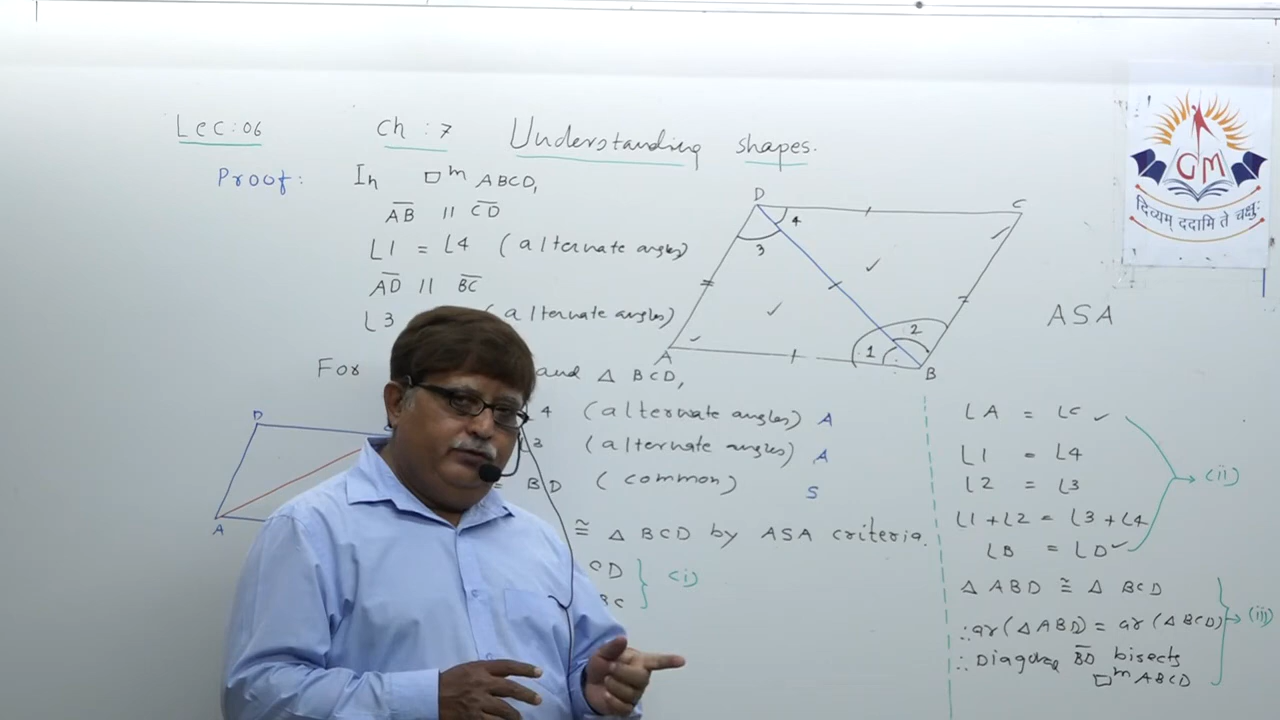 Lec:06 Ch:7 Understanding shapes.
Proof: In □ᵐ ABCD,
AB || CD
∠1 = ∠4 (alternate angles)
AD || BC
∠3 (alternate angles)
For and △ BCD,
4 (alternate angles) A
3 (alternate angles) A
= BD (common) S
≅ △ BCD by ASA criteria.
CD
BC
(i)
D
C
4
3
2
1
A
B
D
A
ASA
∠A = ∠C ✓
∠1 = ∠4
∠2 = ∠3
∠1+∠2 = ∠3+∠4
∠B = ∠D ✓
(ii)
△ ABD ≅ △ BCD
∴ar(△ABD) = ar(△BCD)
∴ Diagonal BD bisects
□ᵐ ABCD
(iii)
GM
दिव्यम् ददामि ते चक्षुः